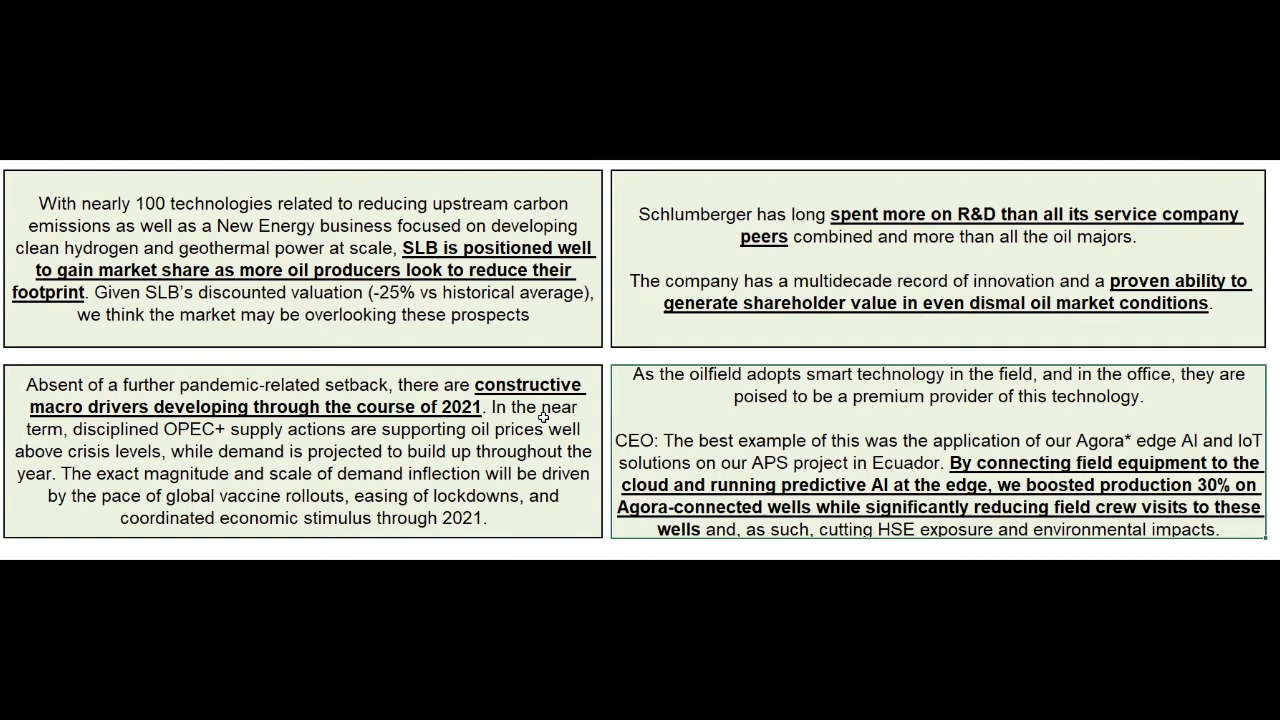 With nearly 100 technologies related to reducing upstream carbon
emissions as well as a New Energy business focused on developing
clean hydrogen and geothermal power at scale, SLB is positioned well
to gain market share as more oil producers look to reduce their
footprint. Given SLB's discounted valuation (-25% vs historical average),
we think the market may be overlooking these prospects
Schlumberger has long spent more on R&D than all its service company
peers combined and more than all the oil majors.
The company has a multidecade record of innovation and a proven ability to
generate shareholder value in even dismal oil market conditions.
Absent of a further pandemic-related setback, there are constructive
macro drivers developing through the course of 2021. In the near
term, disciplined OPEC+ supply actions are supporting oil prices well
above crisis levels, while demand is projected to build up throughout the
year. The exact magnitude and scale of demand inflection will be driven
by the pace of global vaccine rollouts, easing of lockdowns, and
coordinated economic stimulus through 2021.
As the oilfield adopts smart technology in the field, and in the office, they are
poised to be a premium provider of this technology.
CEO: The best example of this was the application of our Agora* edge AI and IoT
solutions on our APS project in Ecuador. By connecting field equipment to the
cloud and running predictive AI at the edge, we boosted production 30% on
Agora-connected wells while significantly reducing field crew visits to these
wells and, as such, cutting HSE exposure and environmental impacts.